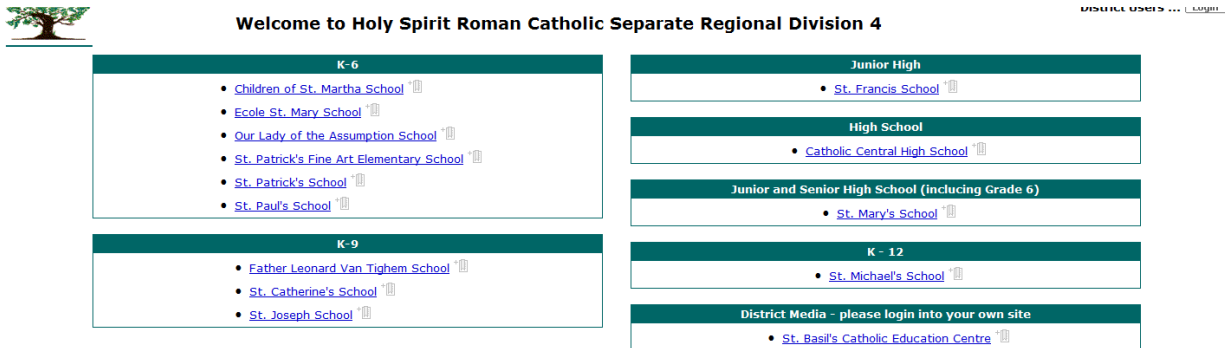 District Users ... Login
Welcome to Holy Spirit Roman Catholic Separate Regional Division 4
K-6
Children of St. Martha School
Ecole St. Mary School
Our Lady of the Assumption School
St. Patrick's Fine Art Elementary School
St. Patrick's School
St. Paul's School
K-9
Father Leonard Van Tighem School
St. Catherine's School
St. Joseph School
Junior High
St. Francis School
High School
Catholic Central High School
Junior and Senior High School (inclucing Grade 6)
St. Mary's School
K - 12
St. Michael's School
District Media - please login into your own site
St. Basil's Catholic Education Centre